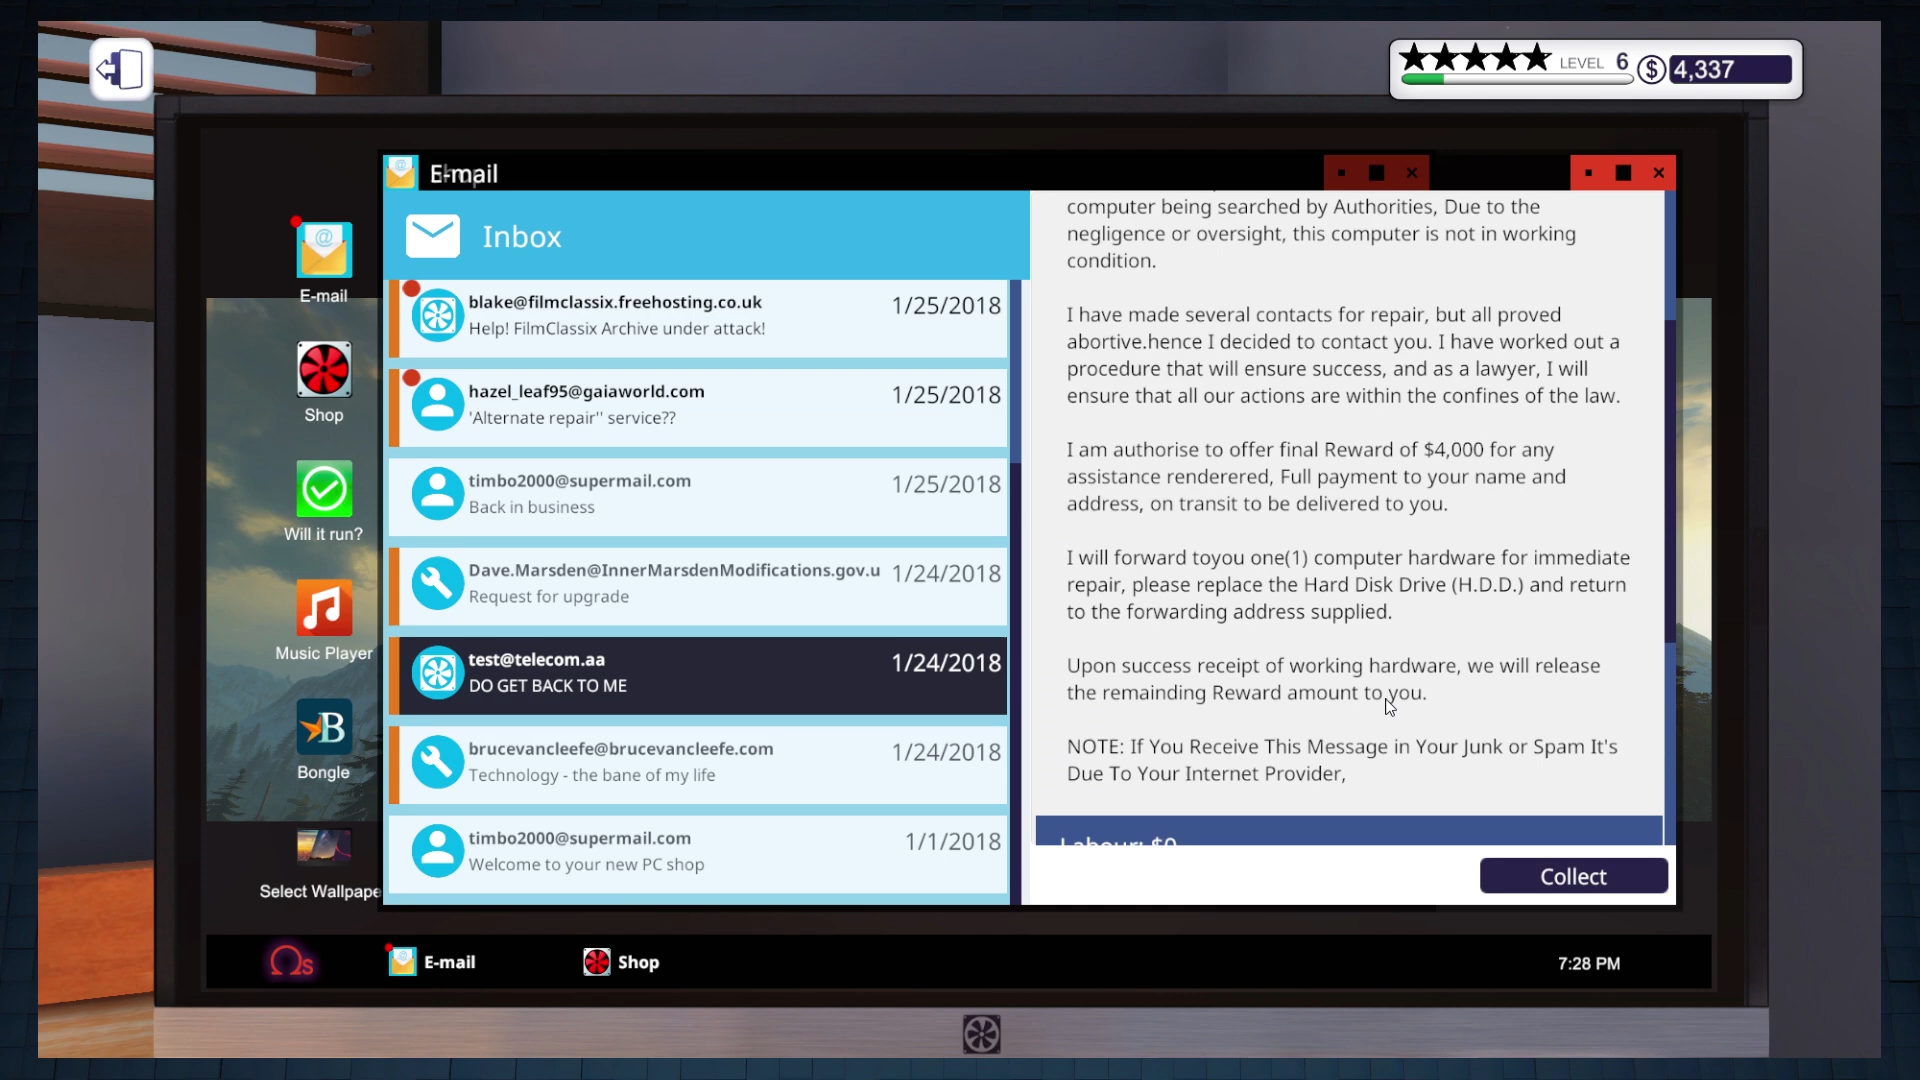 LEVEL 6 $ 4,337
E-mail
Inbox
blake@filmclassix.freehosting.co.uk 1/25/2018
Help! FilmClassix Archive under attack!
hazel_leaf95@gaiaworld.com 1/25/2018
'Alternate repair'' service??
timbo2000@supermail.com 1/25/2018
Back in business
Dave.Marsden@InnerMarsdenModifications.gov.u 1/24/2018
Request for upgrade
test@telecom.aa 1/24/2018
DO GET BACK TO ME
brucevancleefe@brucevancleefe.com 1/24/2018
Technology - the bane of my life
timbo2000@supermail.com 1/1/2018
Welcome to your new PC shop
computer being searched by Authorities, Due to the
negligence or oversight, this computer is not in working
condition.
I have made several contacts for repair, but all proved
abortive.hence I decided to contact you. I have worked out a
procedure that will ensure success, and as a lawyer, I will
ensure that all our actions are within the confines of the law.
I am authorise to offer final Reward of $4,000 for any
assistance renderered, Full payment to your name and
address, on transit to be delivered to you.
I will forward toyou one(1) computer hardware for immediate
repair, please replace the Hard Disk Drive (H.D.D.) and return
to the forwarding address supplied.
Upon success receipt of working hardware, we will release
the remainding Reward amount to you.
NOTE: If You Receive This Message in Your Junk or Spam It's
Due To Your Internet Provider,
Labour: $0
Collect
E-mail
Shop
Will it run?
Music Player
B
Bongle
Select Wallpape
Ωs
E-mail
Shop
7:28 PM